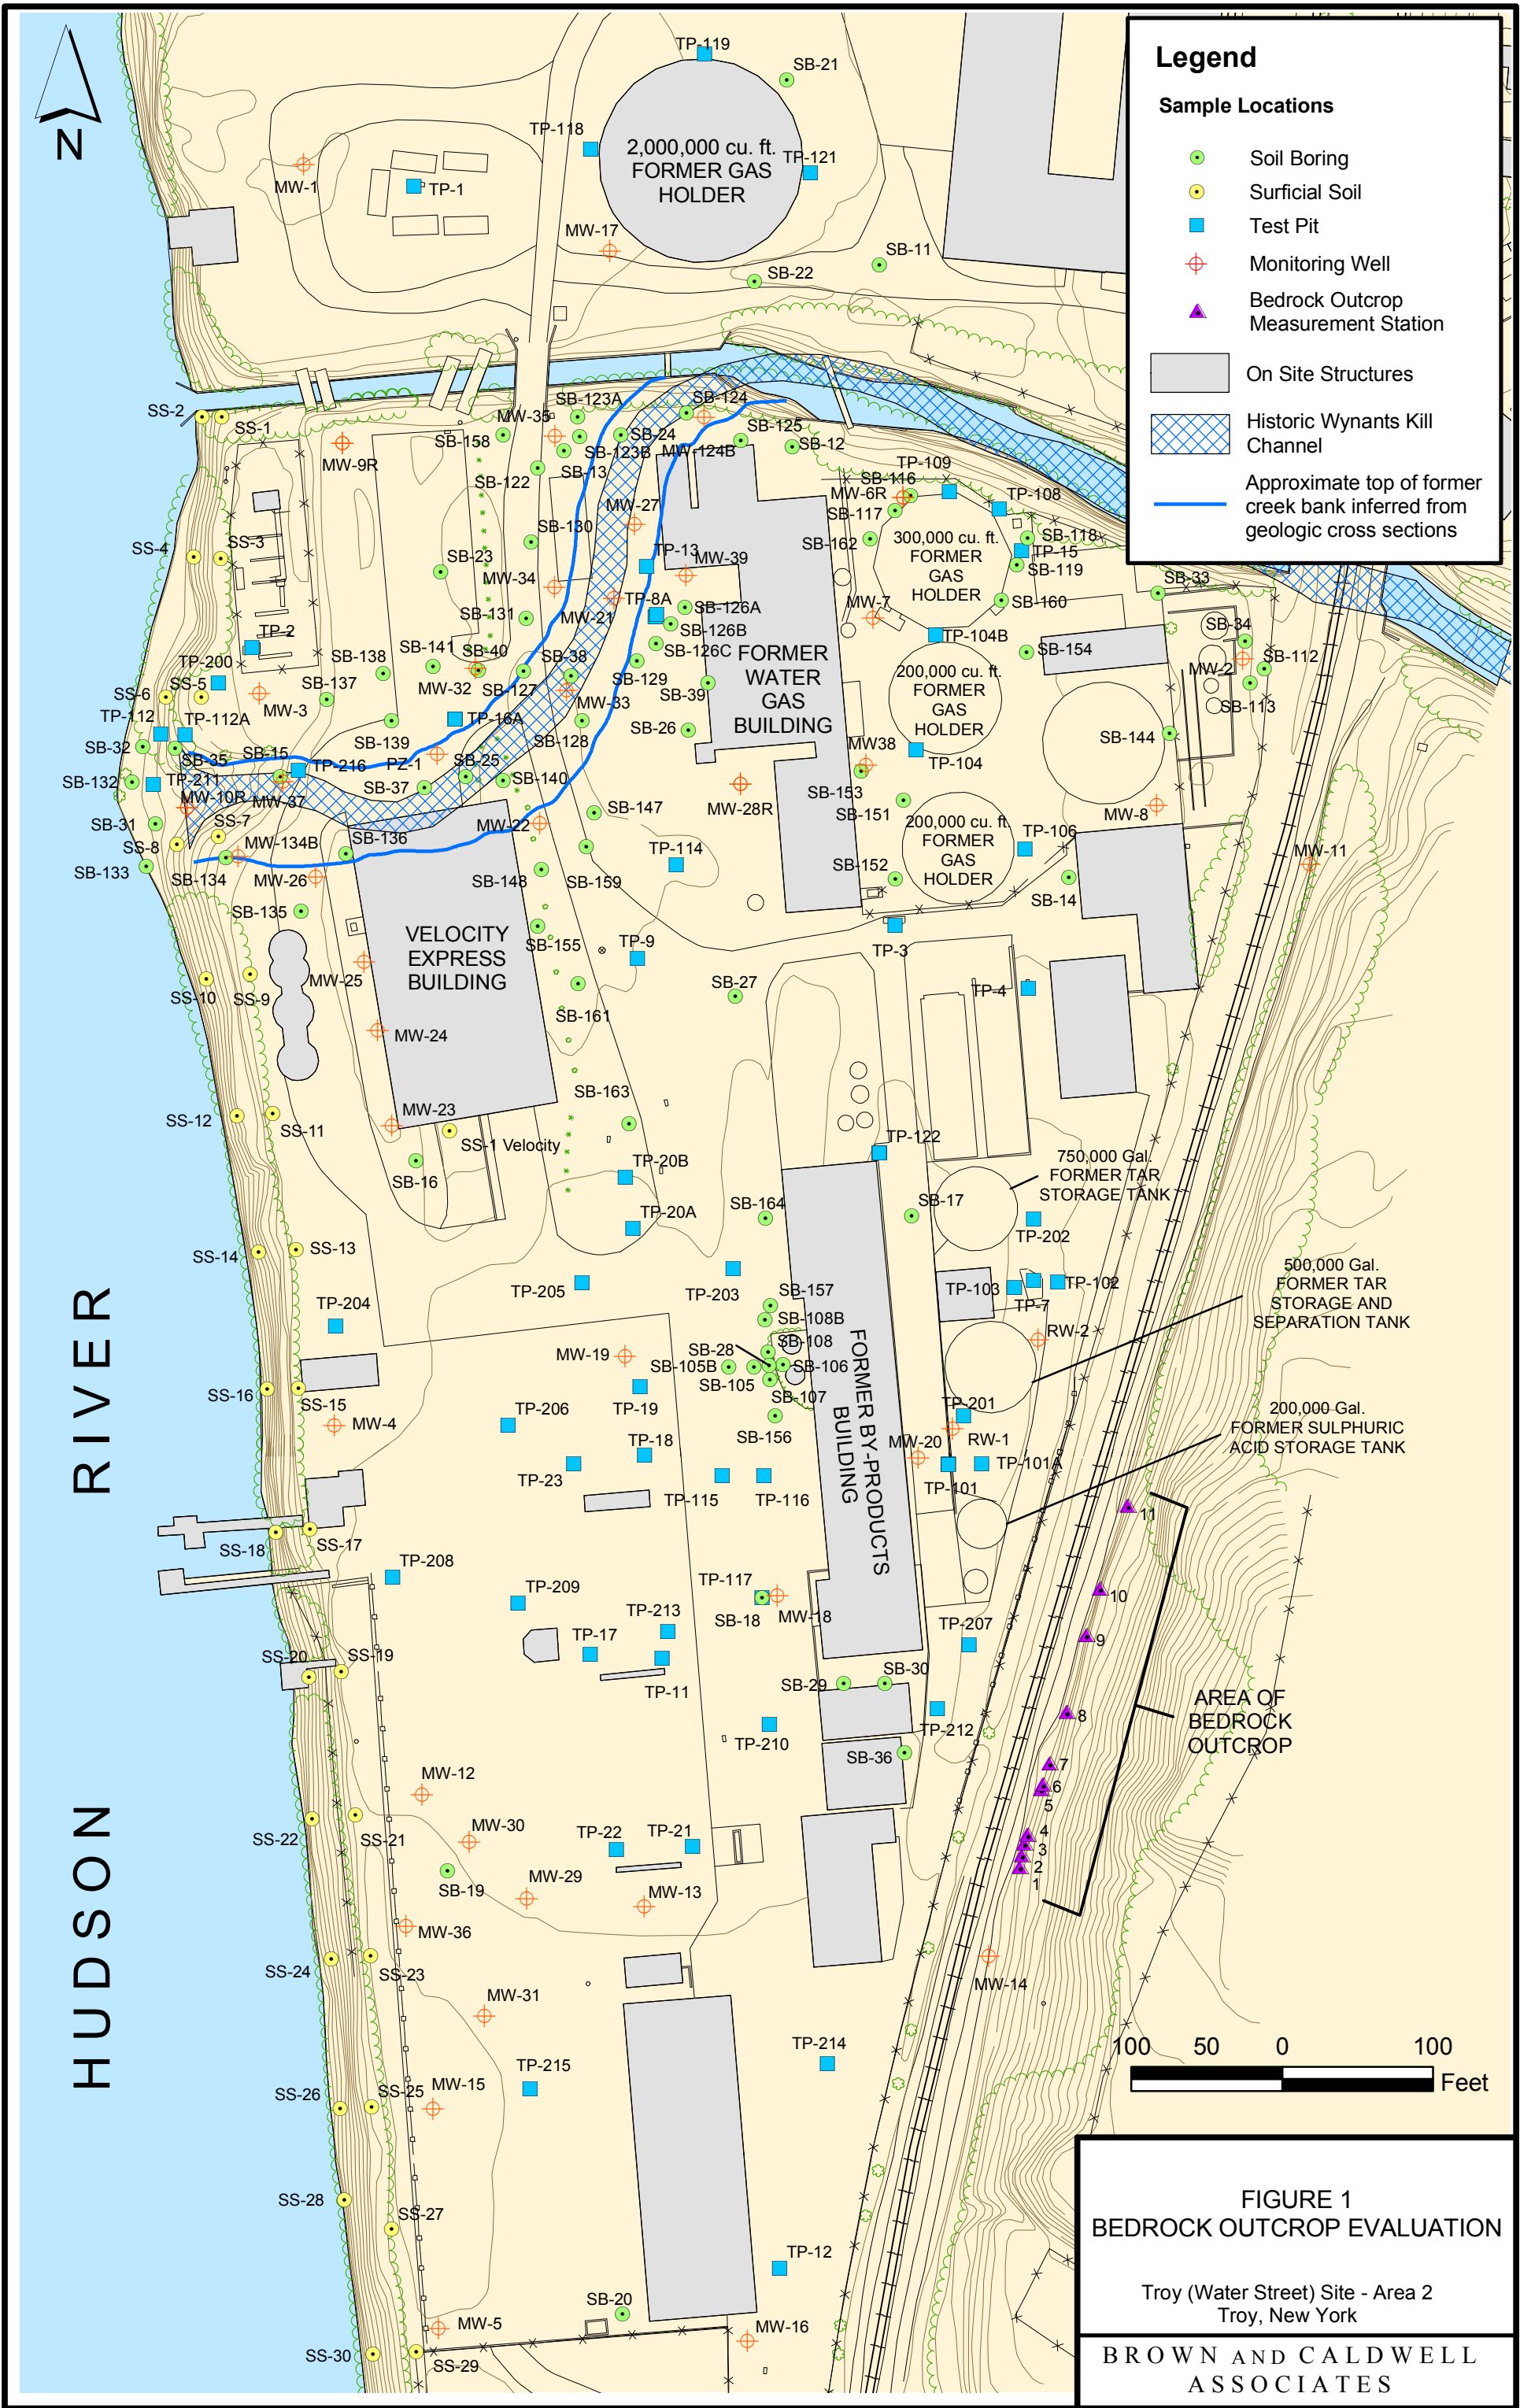 TP-119
SB-21
Legend
Sample Locations
Soil Boring
Surficial Soil
Test Pit
Monitoring Well
Bedrock Outcrop
Measurement Station
On Site Structures
Historic Wynants Kill
Channel
Approximate top of former
creek bank inferred from
geologic cross sections
N
TP-118
2,000,000 cu. ft.
FORMER GAS
HOLDER
TP-121
MW-1
TP-1
MW-17
SB-11
SB-22
SS-2
SS-1
MW-9R
SB-158
MW-35
SB-123A
SB-124
SB-24
SB-123B
MW-124B
SB-125
SB-12
SB-13
SB-122
TP-109
SB-116
MW-6R
TP-108
SB-117
MW-27
SB-130
SS-4
SS-3
SB-162
300,000 cu. ft.
FORMER
GAS
HOLDER
SB-118
TP-15
SB-119
TP-13
MW-39
SB-23
MW-34
SB-33
TP-8A
SB-126A
MW-7
SB-160
SB-131
MW-21
SB-126B
SB-34
TP-2
TP-104B
SB-126C
SB-154
SB-112
MW-2
TP-200
SB-138
SB-141
SB-40
SB-38
FORMER
WATER
GAS
BUILDING
200,000 cu. ft.
FORMER
GAS
HOLDER
SS-6
SS-5
MW-3
SB-137
MW-32
SB-127
SB-129
SB-39
MW-33
SB-113
TP-112
TP-112A
TP-16A
SB-26
SB-144
SB-32
SB-35
SB-15
SB-139
PZ-1
SB-128
MW38
TP-104
SB-132
TP-211
TP-216
SB-25
SB-140
SB-37
MW-28R
SB-153
MW-10R
MW-37
SB-147
SB-151
MW-8
SB-31
SS-7
MW-22
200,000 cu. ft.
FORMER
GAS
HOLDER
TP-106
SS-8
MW-134B
SB-136
TP-114
MW-11
SB-133
SB-134
MW-26
SB-148
SB-159
SB-152
SB-14
SB-135
VELOCITY
EXPRESS
BUILDING
SB-155
TP-9
TP-3
MW-25
SS-10
SS-9
SB-27
TP-4
SB-161
MW-24
SB-163
SS-12
SS-11
MW-23
SS-1 Velocity
TP-122
750,000 Gal.
FORMER TAR
STORAGE TANK
SB-16
TP-20B
SB-164
SB-17
TP-20A
TP-202
SS-14
SS-13
500,000 Gal.
FORMER TAR
STORAGE AND
SEPARATION TANK
TP-205
TP-203
TP-103
TP-102
TP-7
TP-204
SB-157
SB-108B
RW-2
SB-108
SB-28
MW-19
SB-105B
SB-106
SB-105
SB-107
SS-16
SS-15
TP-19
MW-4
TP-206
SB-156
TP-201
RW-1
200,000 Gal.
FORMER SULPHURIC
ACID STORAGE TANK
MW-20
TP-18
TP-23
TP-101A
TP-101
TP-115
TP-116
FORMER BY-PRODUCTS
BUILDING
11
SS-18
SS-17
TP-208
TP-209
TP-117
SB-18
MW-18
10
TP-213
TP-207
9
TP-17
SS-20
SS-19
TP-11
SB-29
SB-30
AREA OF
BEDROCK
OUTCROP
8
TP-210
TP-212
SB-36
7
6
5
MW-12
SS-22
SS-21
MW-30
TP-22
TP-21
4
3
2
1
SB-19
MW-29
MW-13
MW-36
SS-24
SS-23
MW-14
MW-31
TP-214
TP-215
SS-26
SS-25
MW-15
SS-28
SS-27
TP-12
SB-20
MW-5
MW-16
SS-30
SS-29
HUDSON RIVER
100 50 0 100
Feet
FIGURE 1
BEDROCK OUTCROP EVALUATION
Troy (Water Street) Site - Area 2
Troy, New York
BROWN AND CALDWELL
ASSOCIATES